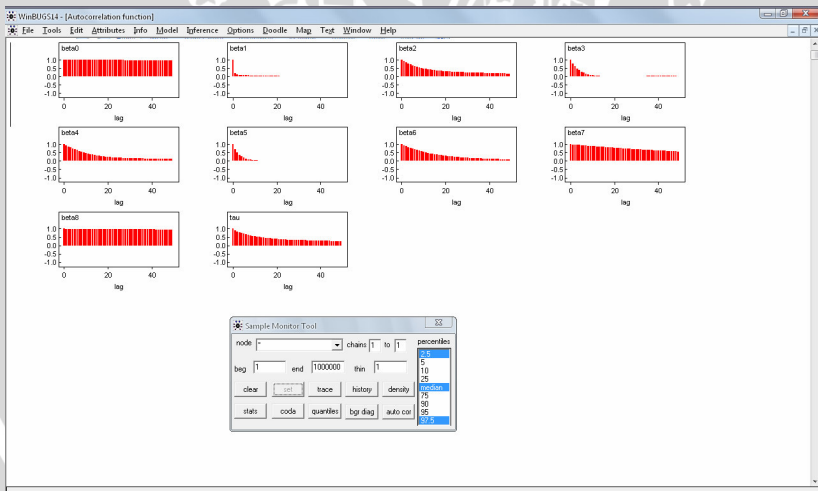 WinBUGS14 - [Autocorrelation function]
File Tools Edit Attributes Info Model Inference Options Doodle Map Text Window Help
beta0 beta1 beta2 beta3
1.0 1.0 1.0 1.0
0.5 0.5 0.5 0.5
0.0 0.0 0.0 0.0
-0.5 -0.5 -0.5 -0.5
-1.0 -1.0 -1.0 -1.0
0 20 40 0 20 40 0 20 40 0 20 40
lag lag lag lag
beta4 beta5 beta6 beta7
1.0 1.0 1.0 1.0
0.5 0.5 0.5 0.5
0.0 0.0 0.0 0.0
-0.5 -0.5 -0.5 -0.5
-1.0 -1.0 -1.0 -1.0
0 20 40 0 20 40 0 20 40 0 20 40
lag lag lag lag
beta8 tau
1.0 1.0
0.5 0.5
0.0 0.0
-0.5 -0.5
-1.0 -1.0
0 20 40 0 20 40
lag lag
Sample Monitor Tool
node * chains 1 to 1 percentiles
beg 1 end 1000000 thin 1
clear set trace history density
stats coda quantiles bgr diag auto cor
2.5
5
10
25
median
75
90
95
97.5